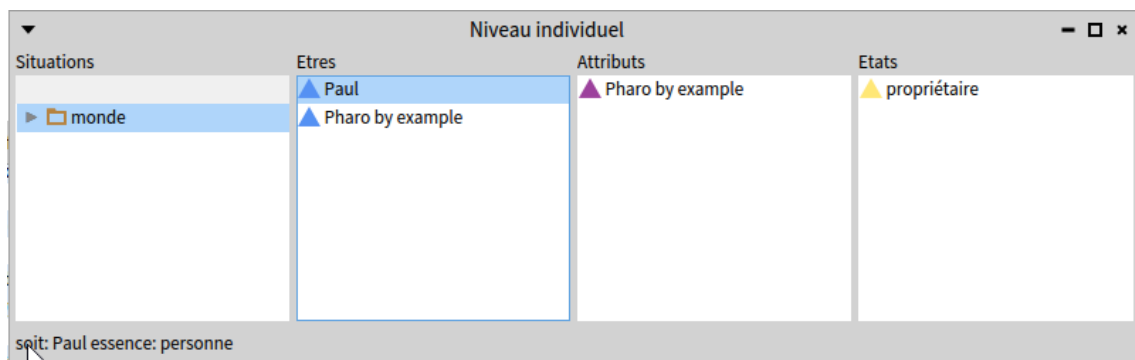 Niveau individuel
Situations Etres Attributs Etats
Paul Pharo by example propriétaire
monde Pharo by example
soit: Paul essence: personne